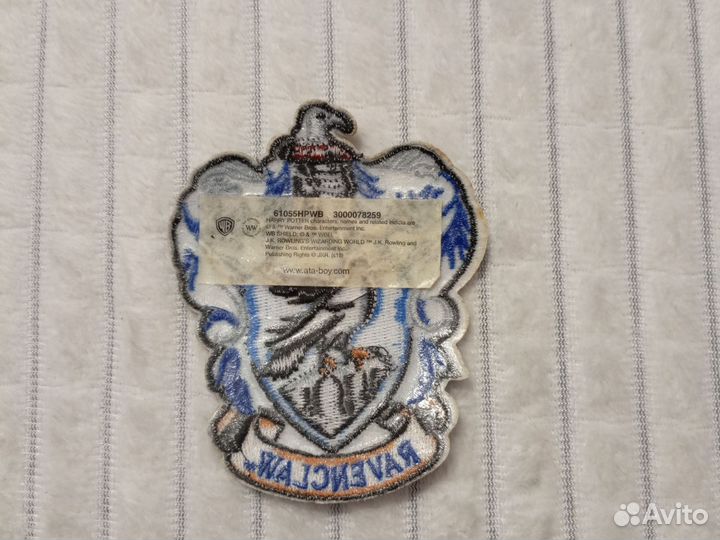 61055HPWB 3000078259
HARRY POTTER characters, names and related indicia are
© & ™ Warner Bros. Entertainment Inc.
WB SHIELD: © & ™ WBEI.
J.K. ROWLING'S WIZARDING WORLD ™ J.K. Rowling and
Warner Bros. Entertainment Inc.
Publishing Rights © JKR. (s18)
www.ata-boy.com
WB
WW
RAVENCLAW
Avito